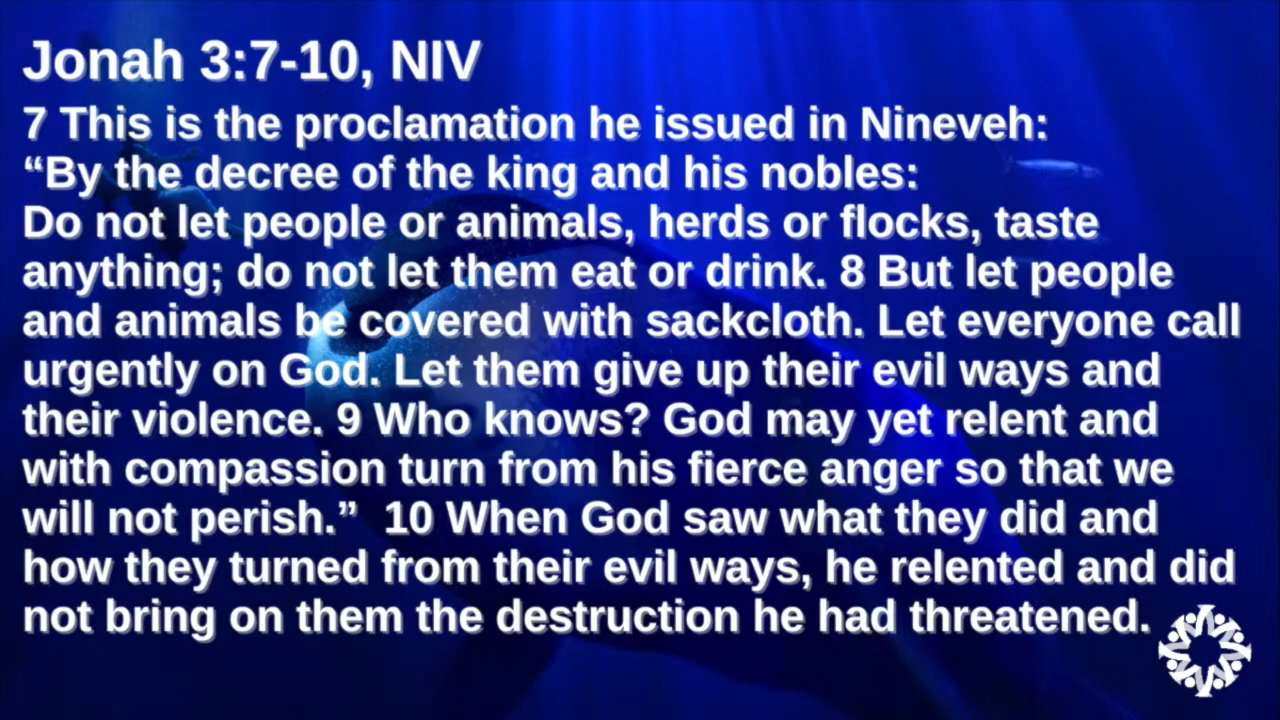 Jonah 3:7-10, NIV
7 This is the proclamation he issued in Nineveh:
“By the decree of the king and his nobles:
Do not let people or animals, herds or flocks, taste
anything; do not let them eat or drink. 8 But let people
and animals be covered with sackcloth. Let everyone call
urgently on God. Let them give up their evil ways and
their violence. 9 Who knows? God may yet relent and
with compassion turn from his fierce anger so that we
will not perish.”  10 When God saw what they did and
how they turned from their evil ways, he relented and did
not bring on them the destruction he had threatened.